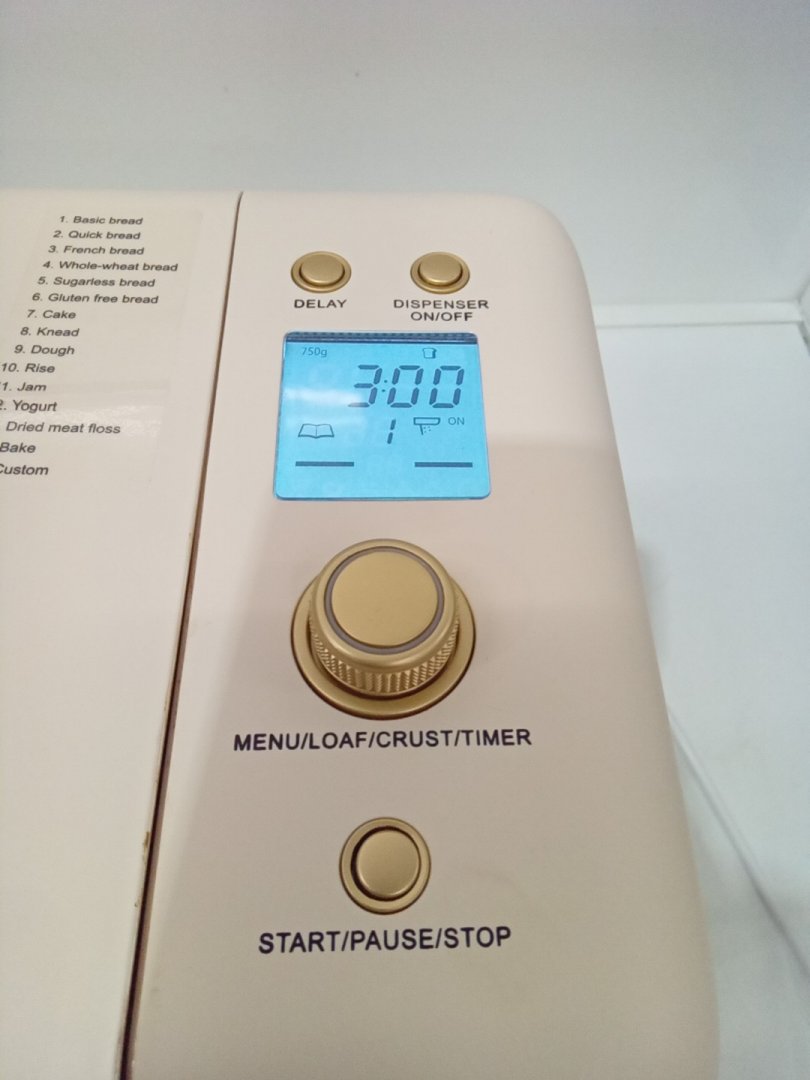 1. Basic bread
2. Quick bread
3. French bread
4. Whole-wheat bread
5. Sugarless bread
6. Gluten free bread
7. Cake
8. Knead
9. Dough
10. Rise
1. Jam
2. Yogurt
Dried meat floss
Bake
Custom
DELAY
DISPENSER
ON/OFF
750g
3:00
1 ON
MENU/LOAF/CRUST/TIMER
START/PAUSE/STOP